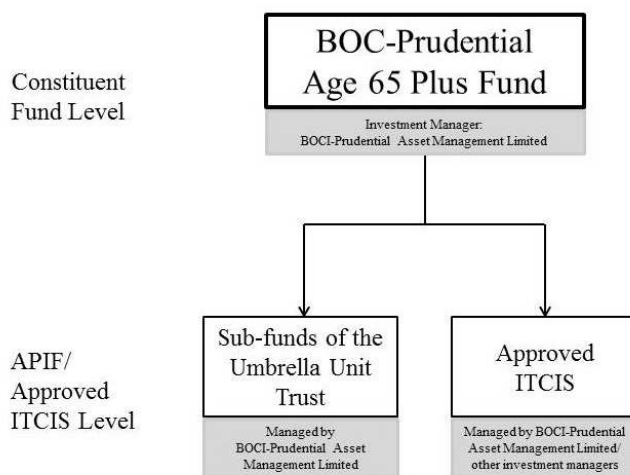 BOC-Prudential
Age 65 Plus Fund
Constituent
Fund Level
Investment Manager:
BOCI-Prudential Asset Management Limited
Sub-funds of the
Umbrella Unit
Trust
Approved
ITCIS
APIF/
Approved
ITCIS Level
Managed by
BOCI-Prudential Asset
Management Limited
Managed by BOCI-Prudential
Asset Management Limited/
other investment managers